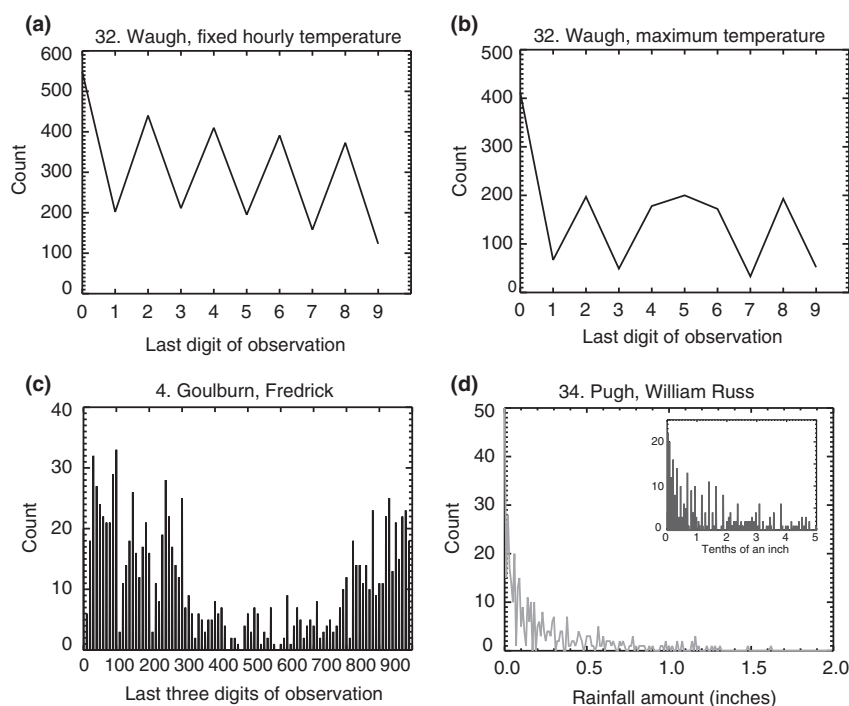 (a)
32. Waugh, fixed hourly temperature
600
500
400
300
200
100
0
Count
0 1 2 3 4 5 6 7 8 9
Last digit of observation
(b)
32. Waugh, maximum temperature
500
400
300
200
100
0
Count
0 1 2 3 4 5 6 7 8 9
Last digit of observation
(c)
4. Goulburn, Fredrick
40
30
20
10
0
Count
0 100 200 300 400 500 600 700 800 900
Last three digits of observation
(d)
34. Pugh, William Russ
50
40
30
20
10
0
Count
20
10
0
0 1 2 3 4 5
Tenths of an inch
0.0 0.5 1.0 1.5 2.0
Rainfall amount (inches)